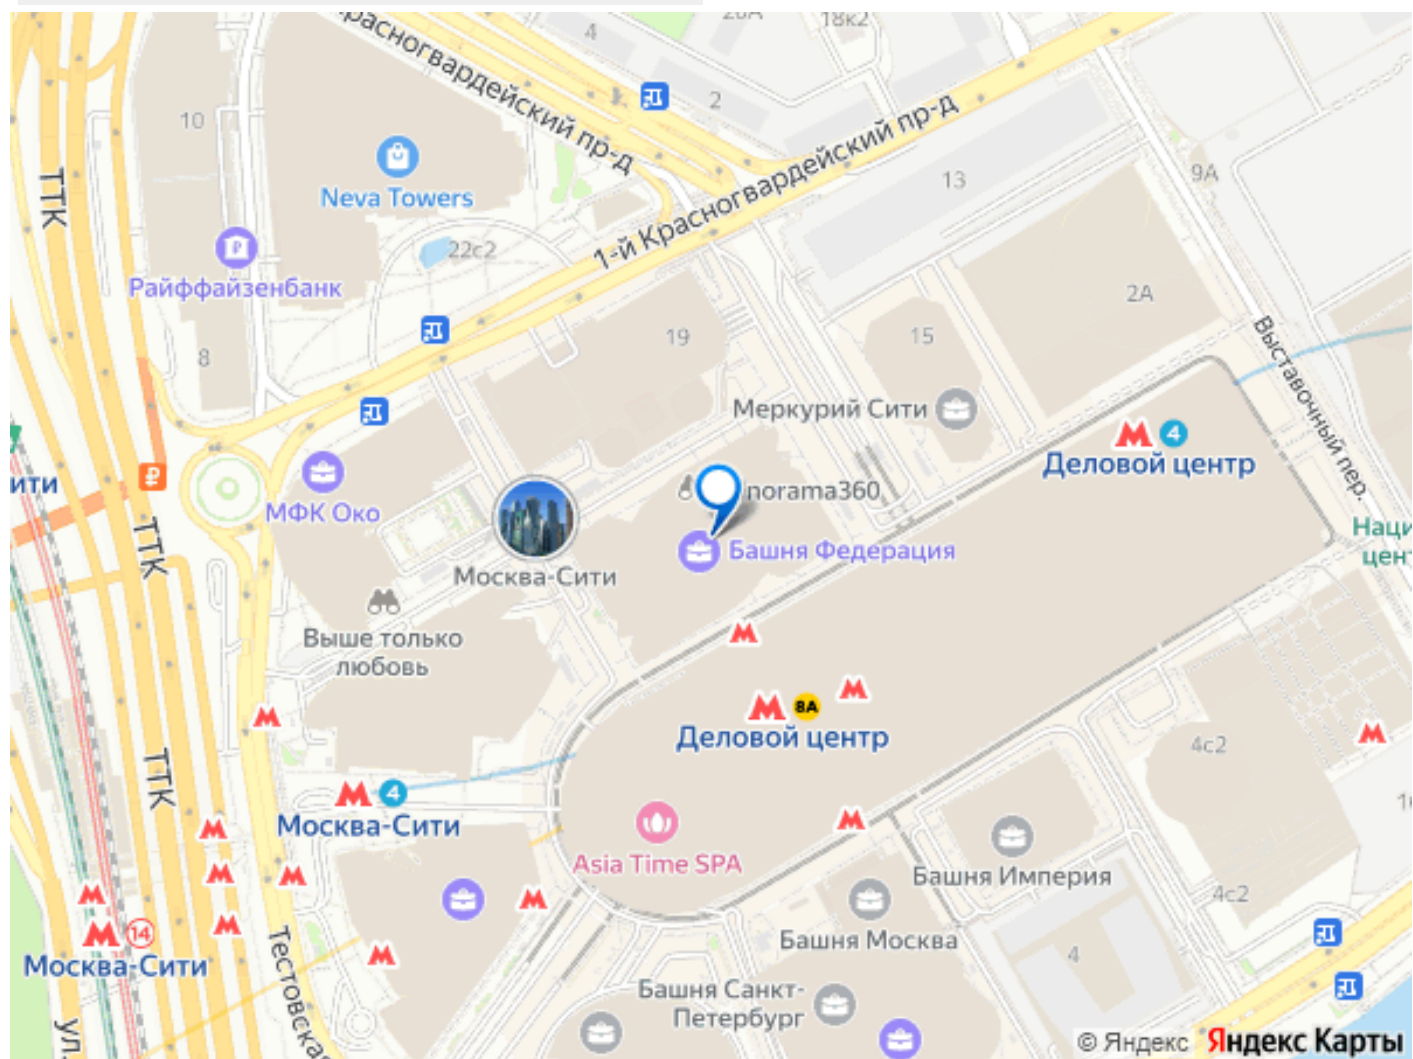 18к2
4
2
Красногвардейский пр-д
10
1-й Красногвардейский пр-д
ТТК
13
9А
Neva Towers
22с2
Райффайзенбанк
2А
19
15
8
Выставочный пер.
Меркурий Сити
4
Деловой центр
norama360
МФК Око
Башня Федерация
ТТК
Москва-Сити
Выше только
любовь
8А
Деловой центр
4с2
ТТК
4
Москва-Сити
Asia Time SPA
Башня Империя
4с2
14
Москва-Сити
Башня Москва
4
Тестовская
Башня Санкт-
Петербург
ул.
© Яндекс Яндекс Карты